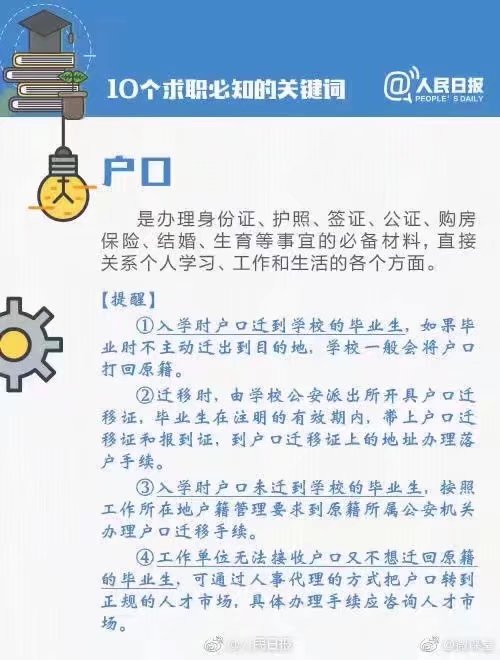 10个求职必知的关键词
@人民日报
PEOPLE'S DAILY
户口
是办理身份证、护照、签证、公证、购房
保险、结婚、生育等事宜的必备材料,直接
关系个人学习、工作和生活的各个方面。
【提醒】
①入学时户口迁到学校的毕业生,如果毕
业时不主动迁出到目的地,学校一般会将户口
打回原籍。
②迁移时,由学校公安派出所开具户口迁
移证,毕业生在注明的有效期内,带上户口迁
移证和报到证,到户口迁移证上的地址办理落
户手续。
③入学时户口未迁到学校的毕业生,按照
工作所在地户籍管理要求到原籍所属公安机关
办理户口迁移手续。
④工作单位无法接收户口又不想迁回原籍
的毕业生,可通过人事代理的方式把户口转到
正规的人才市场,具体办理手续应咨询人才市
场。
@人民日报